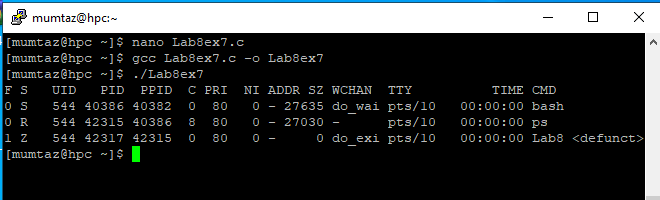 mumtaz@hpc:~
[mumtaz@hpc ~]$ nano Lab8ex7.c
[mumtaz@hpc ~]$ gcc Lab8ex7.c -o Lab8ex7
[mumtaz@hpc ~]$ ./Lab8ex7
F S   UID   PID  PPID  C PRI  NI ADDR SZ WCHAN  TTY          TIME CMD
0 S   544 40386 40382  0  80   0 - 27635 do_wai pts/10   00:00:00 bash
0 R   544 42315 40386  8  80   0 - 27030 -      pts/10   00:00:00 ps
1 Z   544 42317 42315  0  80   0 -     0 do_exi pts/10   00:00:00 Lab8 <defunct>
[mumtaz@hpc ~]$